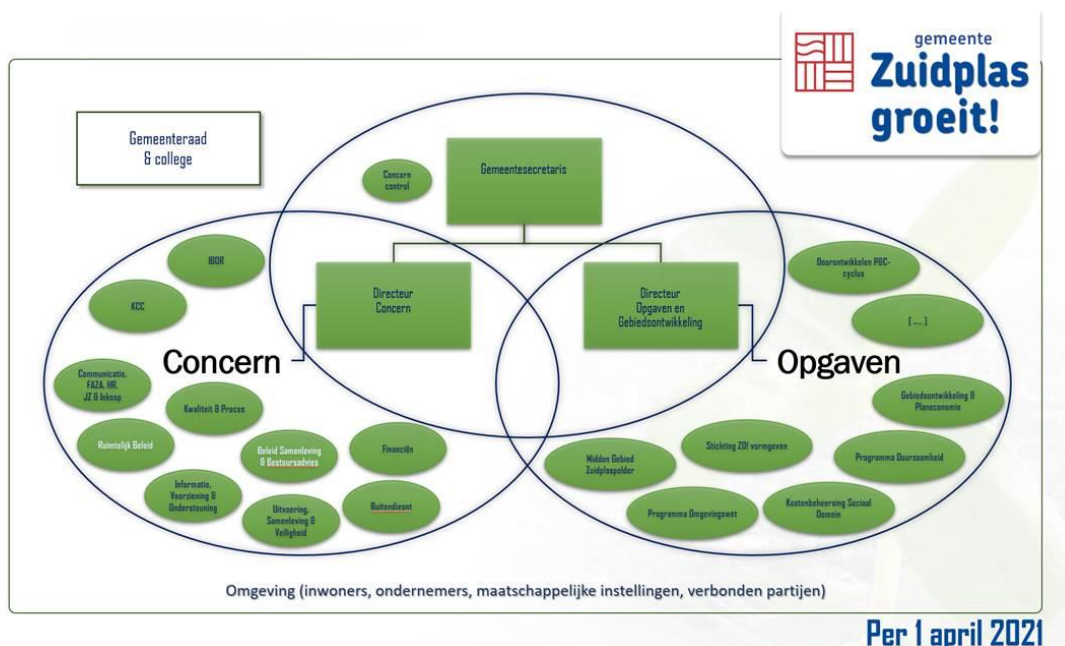 gemeente
Zuidplas
groeit!
Gemeenteraad
& college
Concern
control
Gemeentesecretaris
IBOR
KCC
Directeur
Concern
Directeur
Opgaven en
Gebiedsontwikkeling
Doorontwikkelen P&C-
cyclus
[ .... ]
Concern
Opgaven
Communicatie,
FAZA, HR,
JZ & Inkoop
Kwaliteit & Proces
Ruimtelijk Beleid
Beleid Samenleving
& Bestuursadvies
Financiën
Informatie,
Voorziening &
Ondersteuning
Uitvoering,
Samenleving &
Veiligheid
Buitendienst
Gebiedsontwikkeling &
Planeconomie
Stichting ZO! vormgeven
Midden Gebied
Zuidplaspolder
Programma Duurzaamheid
Programma Omgevingswet
Kostenbeheersing Sociaal
Domein
Omgeving (inwoners, ondernemers, maatschappelijke instellingen, verbonden partijen)
Per 1 april 2021